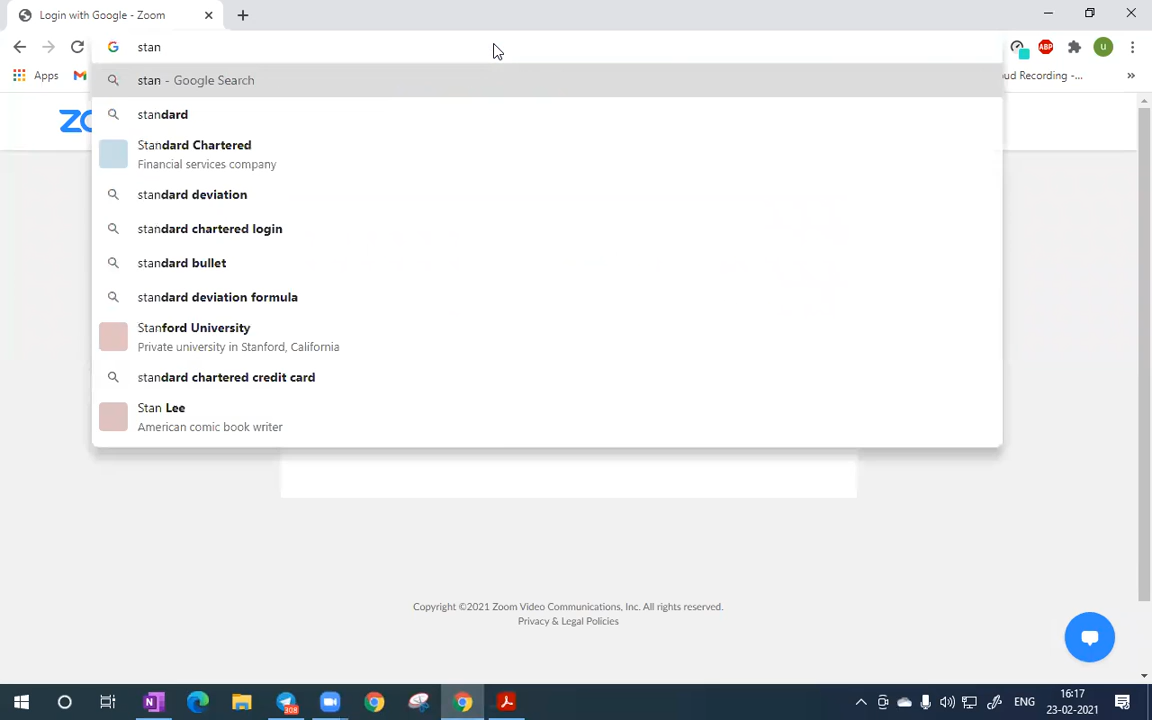 Login with Google - Zoom
stan
ABP
u
Apps
oud Recording -...
stan - Google Search
standard
Standard Chartered
Financial services company
standard deviation
standard chartered login
standard bullet
standard deviation formula
Stanford University
Private university in Stanford, California
standard chartered credit card
Stan Lee
American comic book writer
Copyright ©2021 Zoom Video Communications, Inc. All rights reserved.
Privacy & Legal Policies
ENG
16:17
23-02-2021